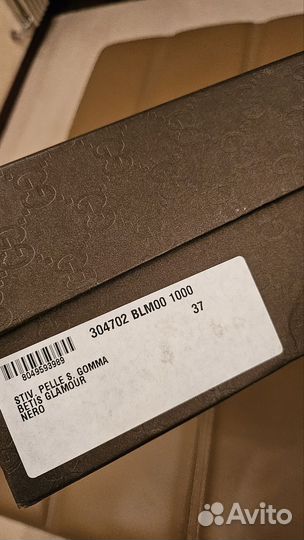 304702 BLM00 1000
37
8049593989
STIV. PELLE S. GOMMA
BETIS GLAMOUR
NERO
Avito